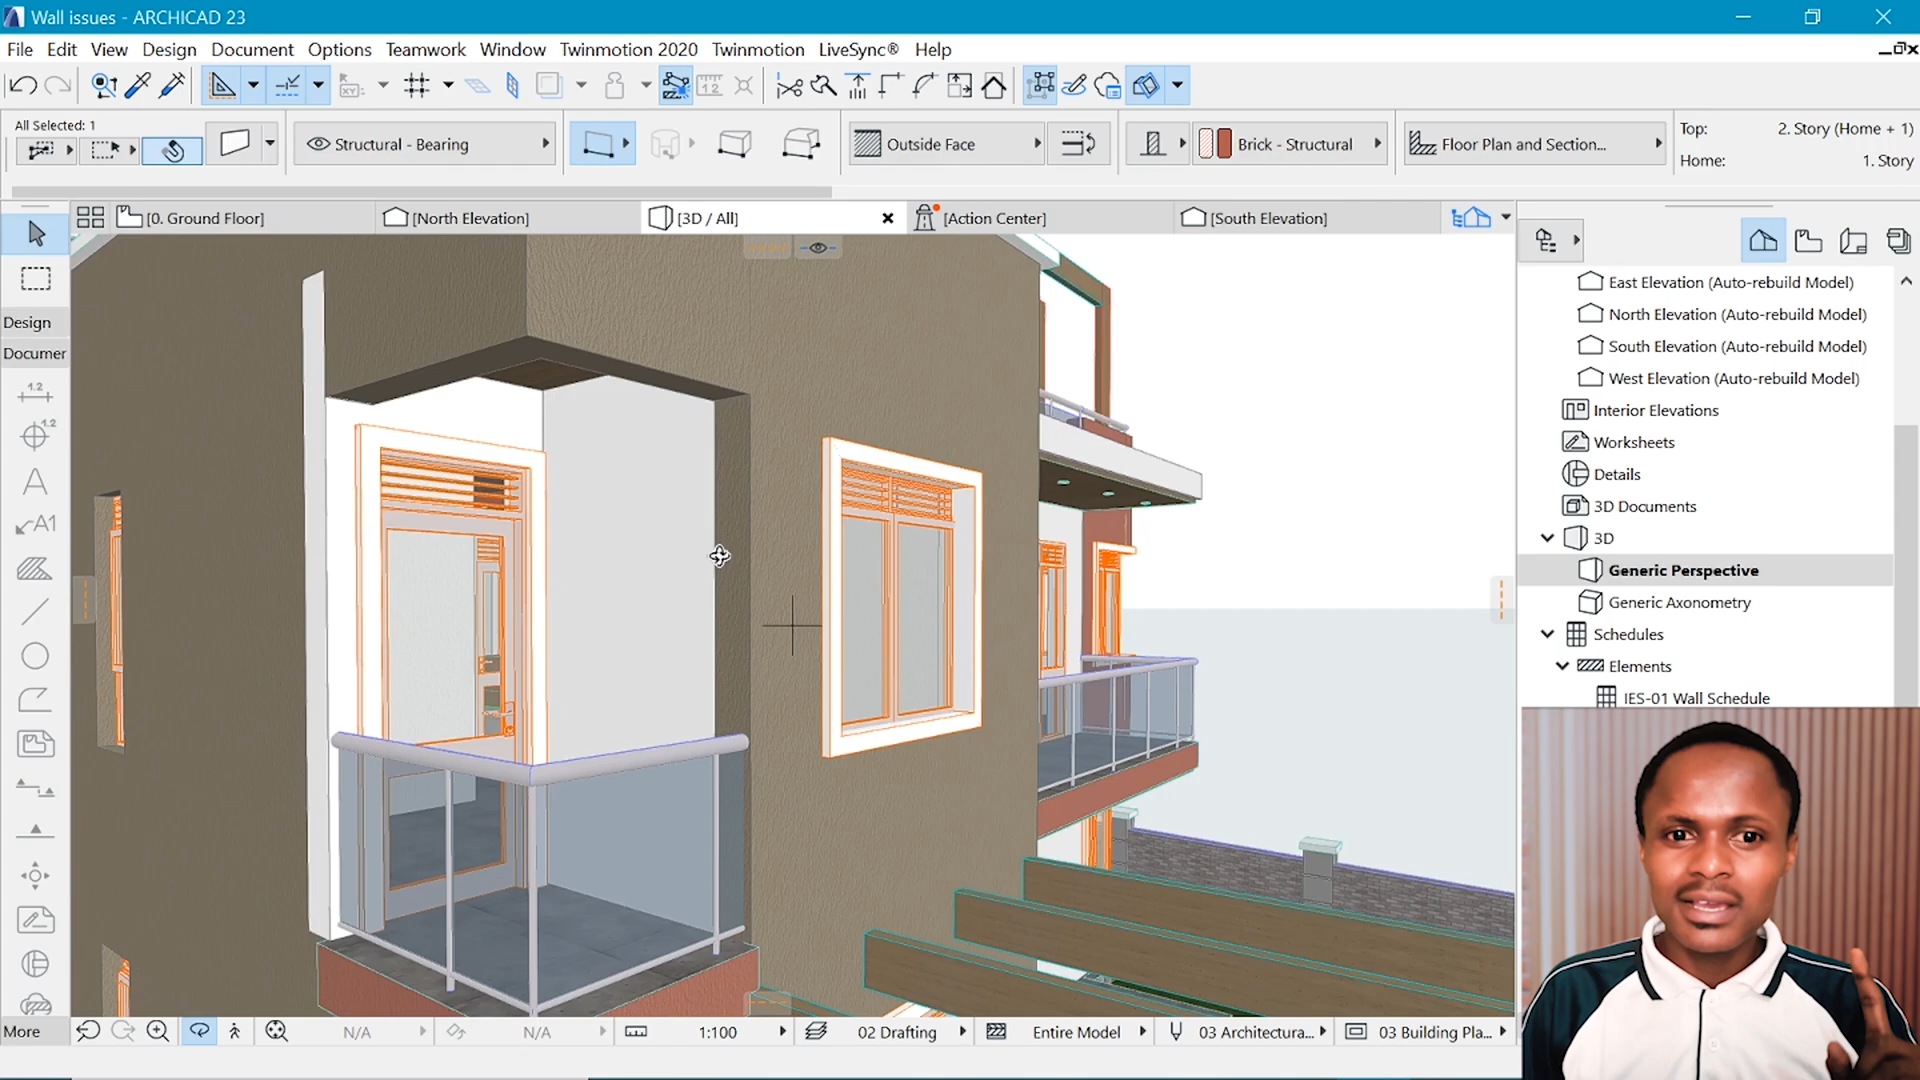 Wall issues - ARCHICAD 23
File Edit View Design Document Options Teamwork Window Twinmotion 2020 Twinmotion LiveSync® Help
All Selected: 1
Structural - Bearing
Outside Face
Brick - Structural
Floor Plan and Section...
Top: 2. Story (Home + 1)
Home: 1. Story
[0. Ground Floor]
[North Elevation]
[3D / All]
[Action Center]
[South Elevation]
Design
Documer
1.2
1.2
A
A1
More
East Elevation (Auto-rebuild Model)
North Elevation (Auto-rebuild Model)
South Elevation (Auto-rebuild Model)
West Elevation (Auto-rebuild Model)
Interior Elevations
Worksheets
Details
3D Documents
3D
Generic Perspective
Generic Axonometry
Schedules
Elements
IES-01 Wall Schedule
N/A
N/A
1:100
02 Drafting
Entire Model
03 Architectura...
03 Building Pla...